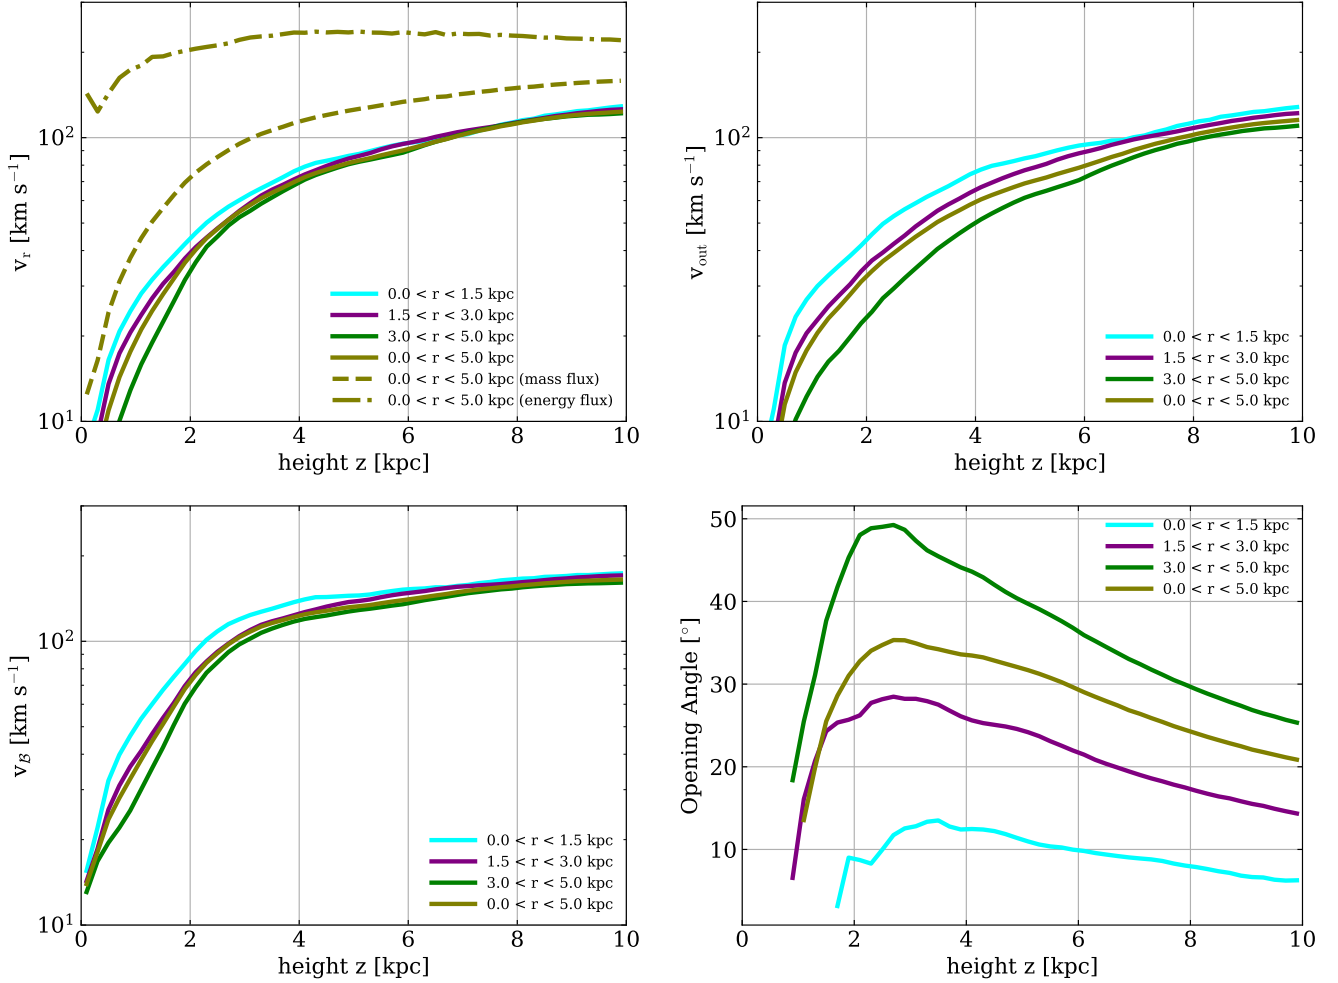 v_r [km s⁻¹]
10²
10¹
0.0 < r < 1.5 kpc
1.5 < r < 3.0 kpc
3.0 < r < 5.0 kpc
0.0 < r < 5.0 kpc
0.0 < r < 5.0 kpc (mass flux)
0.0 < r < 5.0 kpc (energy flux)
0 2 4 6 8 10
height z [kpc]
v_out [km s⁻¹]
10²
10¹
0.0 < r < 1.5 kpc
1.5 < r < 3.0 kpc
3.0 < r < 5.0 kpc
0.0 < r < 5.0 kpc
0 2 4 6 8 10
height z [kpc]
v_ℬ [km s⁻¹]
10²
10¹
0.0 < r < 1.5 kpc
1.5 < r < 3.0 kpc
3.0 < r < 5.0 kpc
0.0 < r < 5.0 kpc
0 2 4 6 8 10
height z [kpc]
Opening Angle [°]
50
40
30
20
10
0.0 < r < 1.5 kpc
1.5 < r < 3.0 kpc
3.0 < r < 5.0 kpc
0.0 < r < 5.0 kpc
0 2 4 6 8 10
height z [kpc]